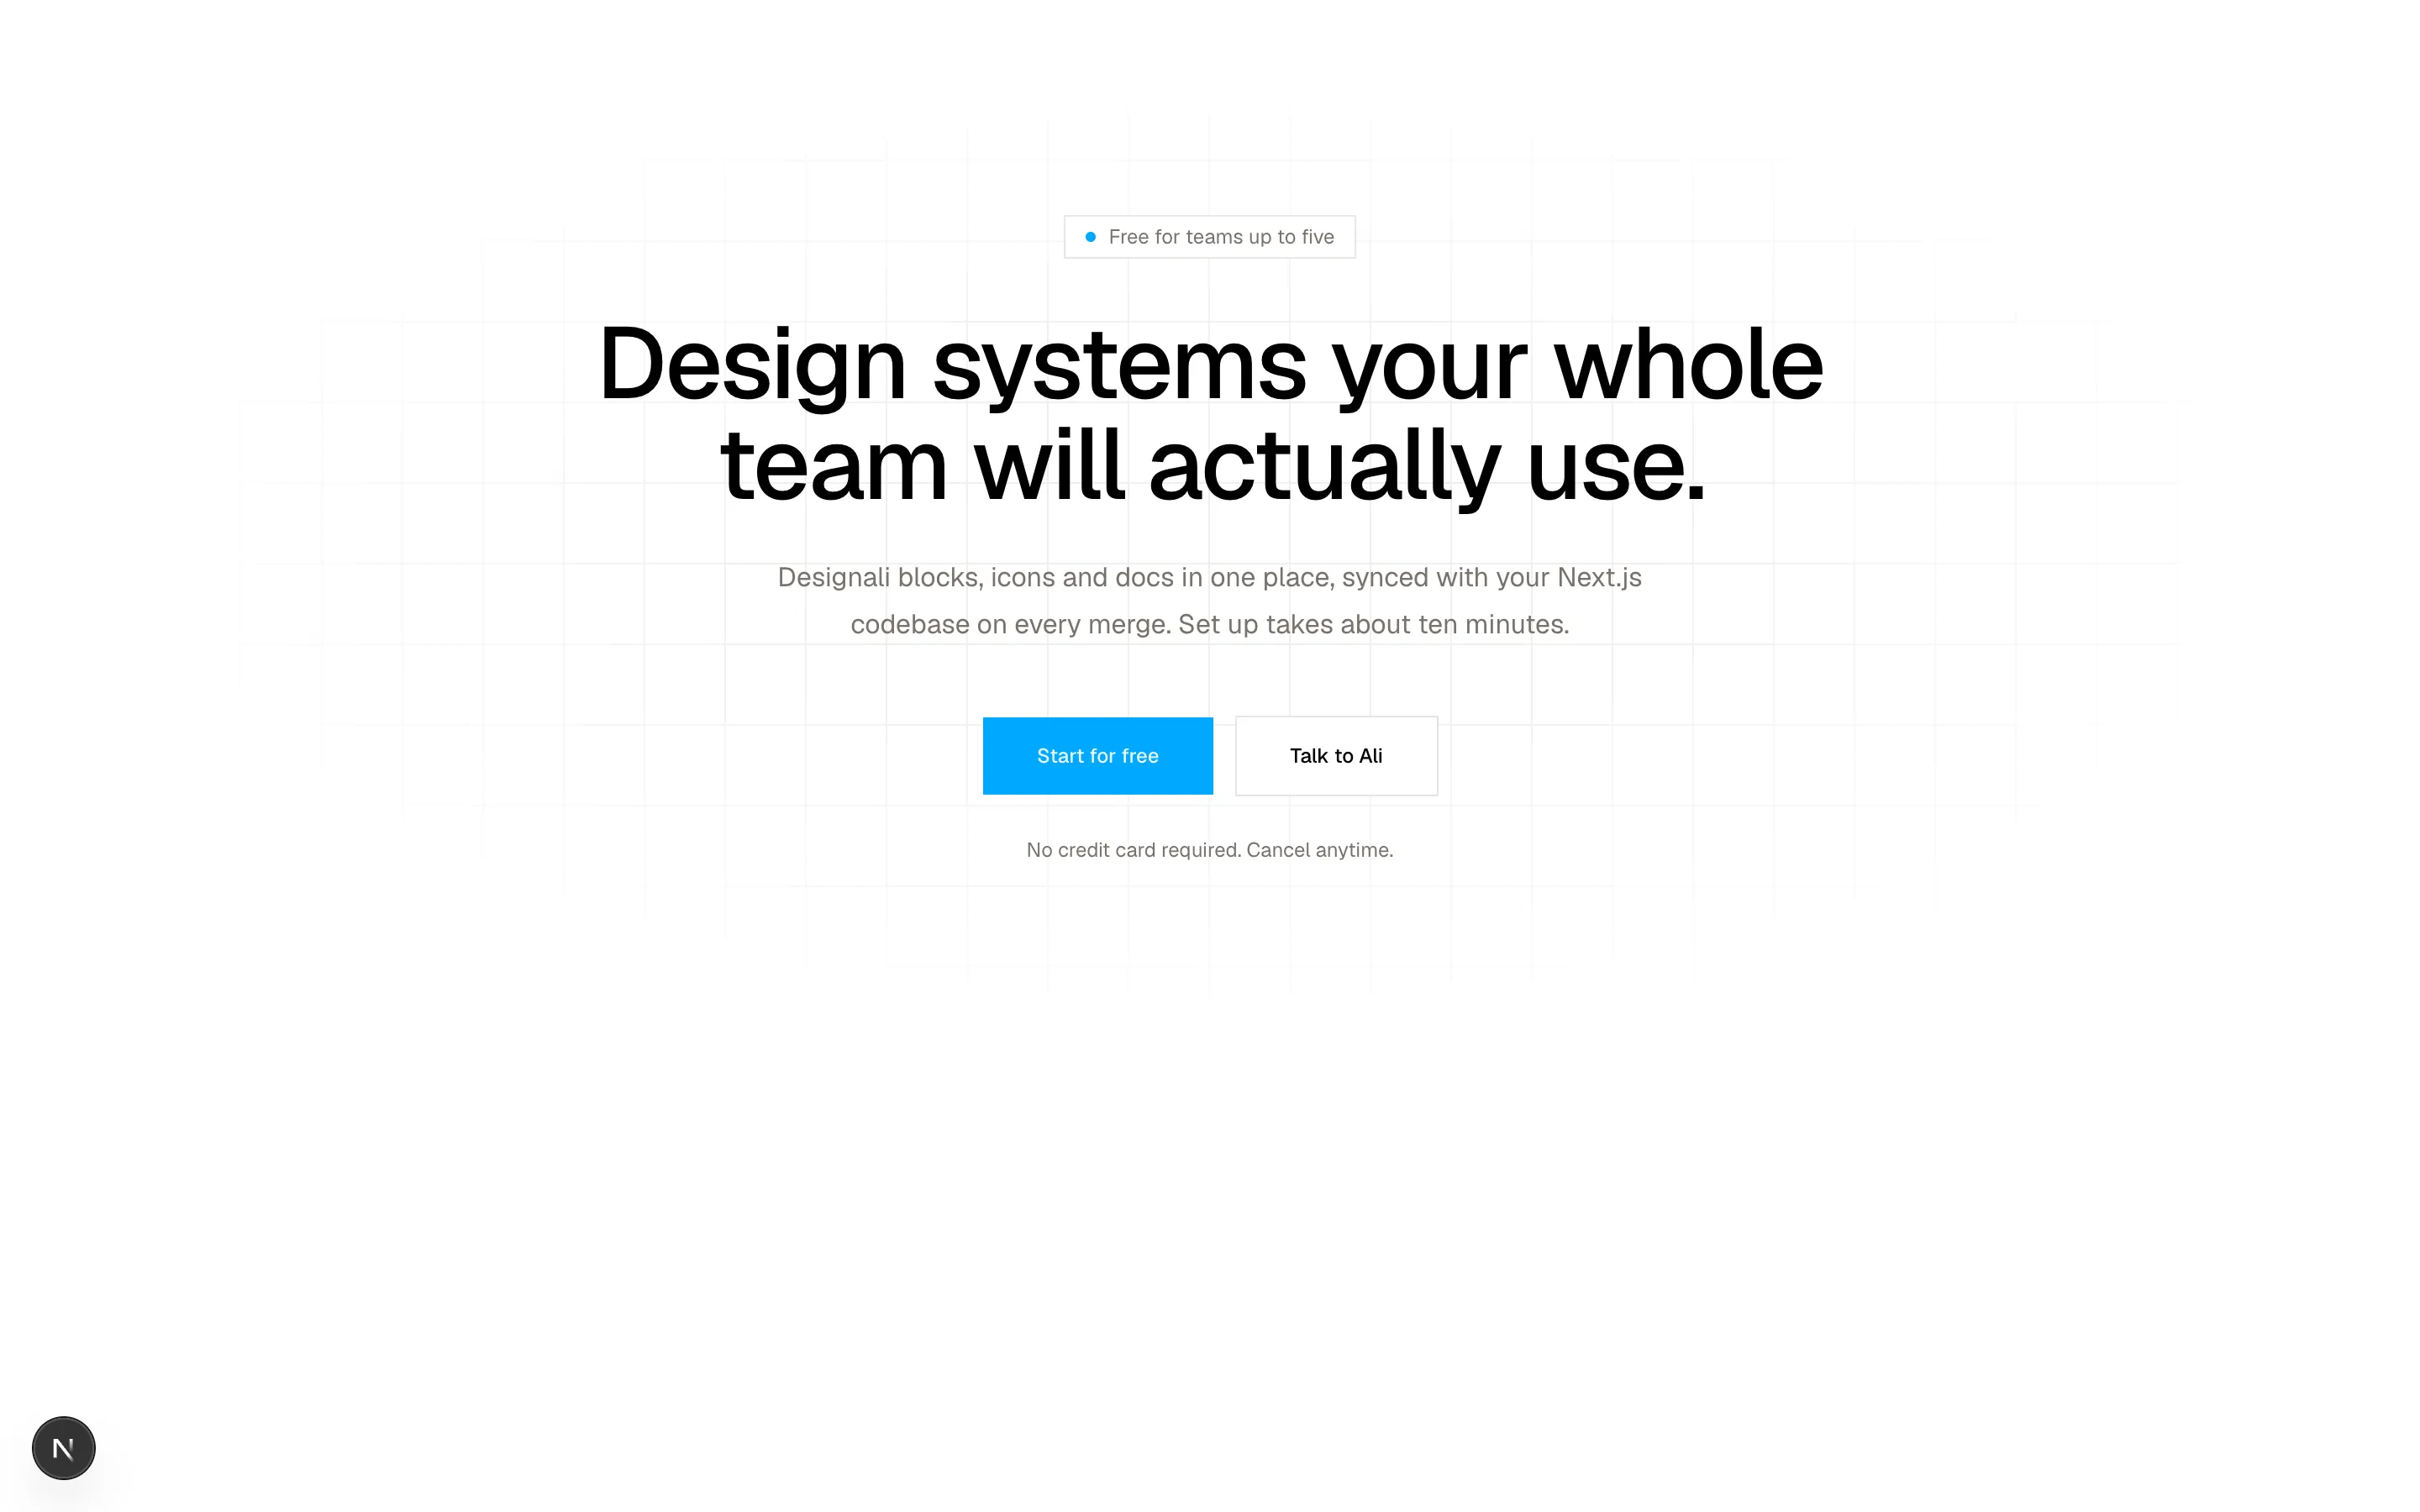 Free for teams up to five
Design systems your whole
team will actually use.
Designali blocks, icons and docs in one place, synced with your Next.js
codebase on every merge. Set up takes about ten minutes.
Start for free
Talk to Ali
No credit card required. Cancel anytime.
N